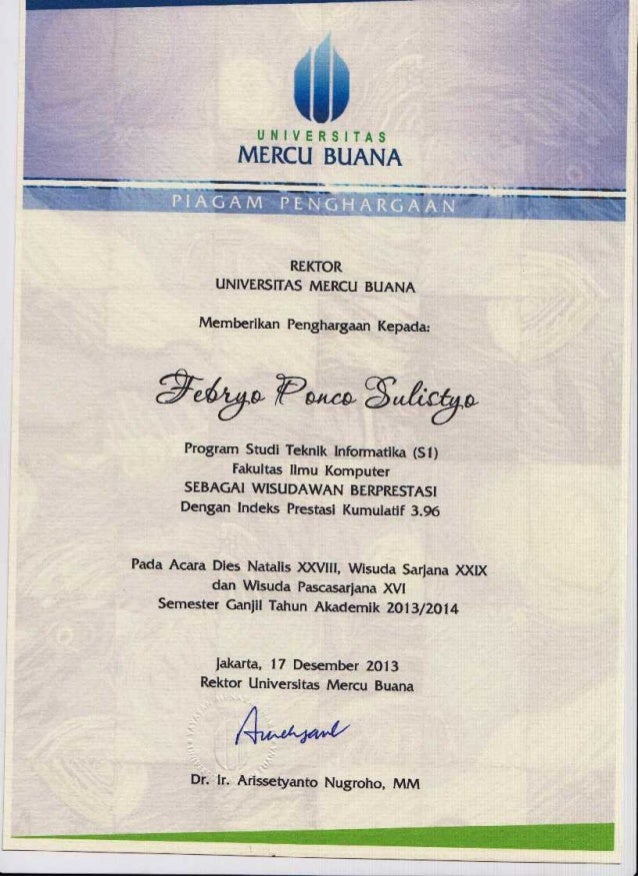 UNIVERSITAS
MERCU BUANA
PIAGAM PENGHARGAAN
REKTOR
UNIVERSITAS MERCU BUANA
Memberikan Penghargaan Kepada:
Febryo Ponco Sulistyo
Program Studi Teknik Informatika (S1)
Fakultas Ilmu Komputer
SEBAGAI WISUDAWAN BERPRESTASI
Dengan Indeks Prestasi Kumulatif 3.96
Pada Acara Dies Natalis XXVIII, Wisuda Sarjana XXIX
dan Wisuda Pascasarjana XVI
Semester Ganjil Tahun Akademik 2013/2014
Jakarta, 17 Desember 2013
Rektor Universitas Mercu Buana
Dr. Ir. Arissetyanto Nugroho, MM